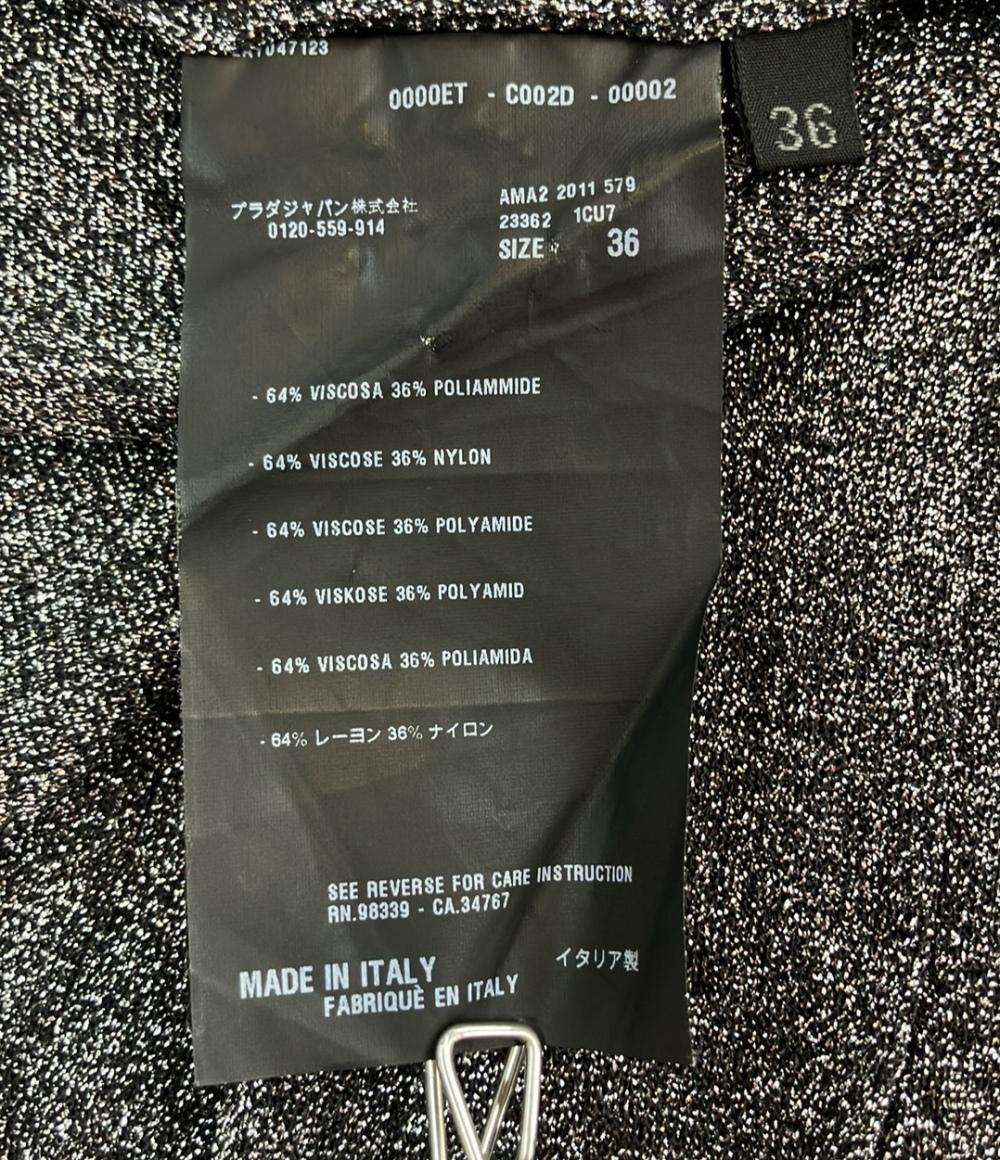 047123
0000ET - C002D - 00002
36
プラダジャパン株式会社
0120-559-914
AMA2 2011 579
23362 1CU7
SIZE 36
- 64% VISCOSA 36% POLIAMMIDE
- 64% VISCOSE 36% NYLON
- 64% VISCOSE 36% POLYAMIDE
- 64% VISKOSE 36% POLYAMID
- 64% VISCOSA 36% POLIAMIDA
- 64% レーヨン 36% ナイロン
SEE REVERSE FOR CARE INSTRUCTION
RN.98339 - CA.34767
MADE IN ITALY
FABRIQUÈ EN ITALY
イタリア製